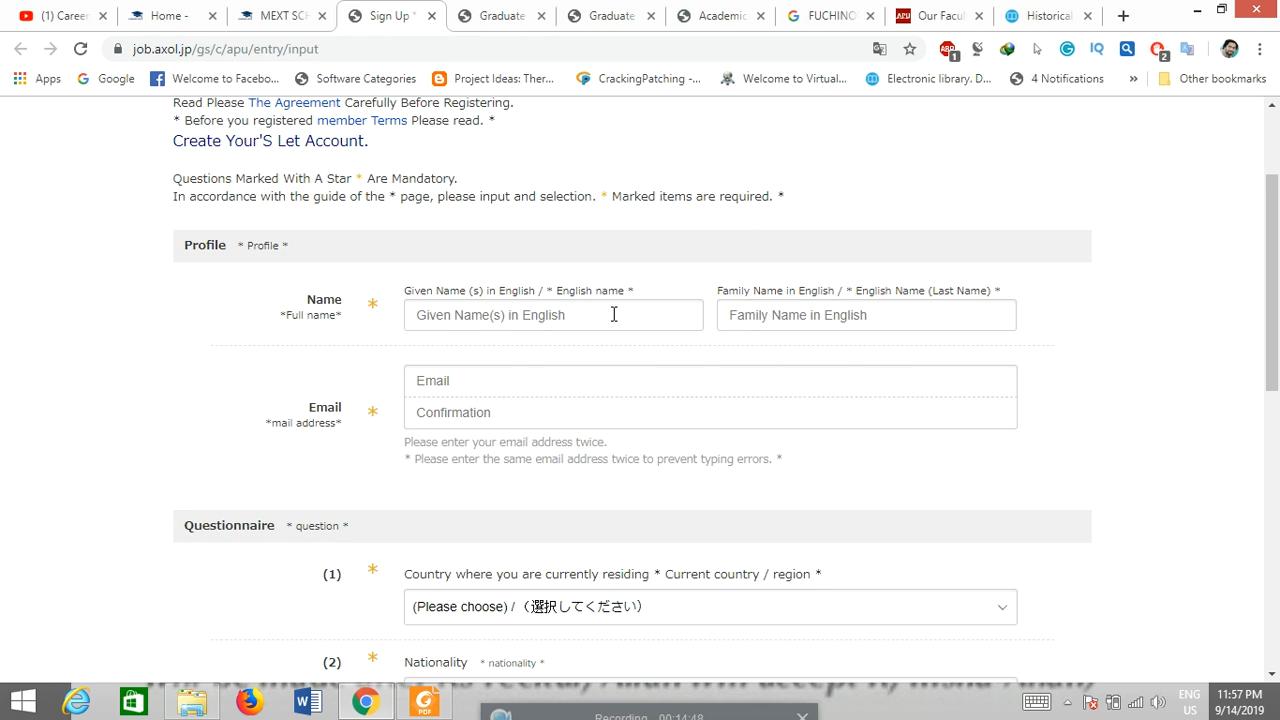 (1) Caree
Home -
MEXT SCH
Sign Up *
Graduate
Graduate
Academic
FUCHINO
Our Facul
Historical
job.axol.jp/gs/c/apu/entry/input
Apps
Google
Welcome to Facebo...
Software Categories
Project Ideas: Ther...
CrackingPatching -...
Welcome to Virtual...
Electronic library. D...
4 Notifications
»
Other bookmarks
Read Please The Agreement Carefully Before Registering.
* Before you registered member Terms Please read. *
Create Your'S Let Account.
Questions Marked With A Star * Are Mandatory.
In accordance with the guide of the * page, please input and selection. * Marked items are required. *
Profile * Profile *
Given Name (s) in English / * English name *
Family Name in English / * English Name (Last Name) *
Name *
*Full name*
Given Name(s) in English
Family Name in English
Email
Email *
*mail address*
Confirmation
Please enter your email address twice.
* Please enter the same email address twice to prevent typing errors. *
Questionnaire * question *
(1) * Country where you are currently residing * Current country / region *
(Please choose) /（選択してください）
(2) * Nationality * nationality *
ENG
US
11:57 PM
9/14/2019
Recording 00:14:48